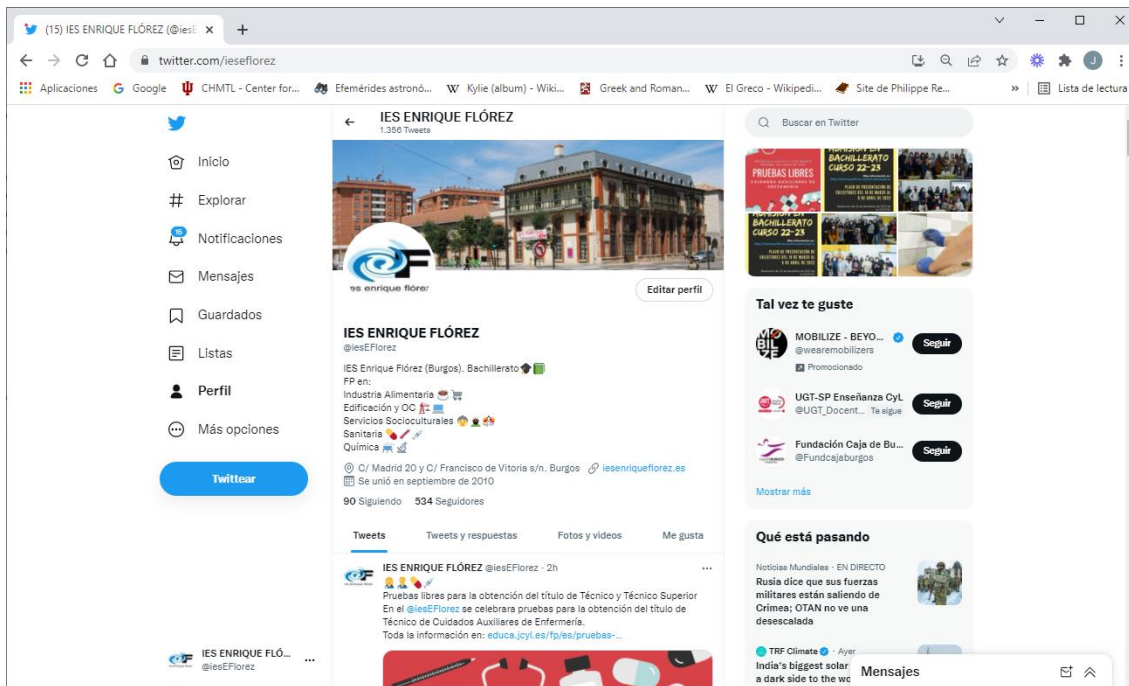 (15) IES ENRIQUE FLÓREZ (@iesE
twitter.com/ieseflorez
Aplicaciones
Google
CHMTL - Center for...
Efemérides astronó...
Kylie (album) - Wiki...
Greek and Roman...
El Greco - Wikipedi...
Site de Philippe Re...
Lista de lectura
J
Inicio
Explorar
15
Notificaciones
Mensajes
Guardados
Listas
Perfil
Más opciones
Twittear
IES ENRIQUE FLÓ...
@iesEFlorez
IES ENRIQUE FLÓREZ
1.356 Tweets
ies enrique flórez
Editar perfil
IES ENRIQUE FLÓREZ
@iesEFlorez
IES Enrique Flórez (Burgos). Bachillerato
FP en:
Industria Alimentaria
Edificación y OC
Servicios Socioculturales
Sanitaria
Química
C/ Madrid 20 y C/ Francisco de Vitoria s/n. Burgos iesenriqueflorez.es
Se unió en septiembre de 2010
90 Siguiendo 534 Seguidores
Tweets Tweets y respuestas Fotos y videos Me gusta
IES ENRIQUE FLÓREZ @iesEFlorez · 2h
Pruebas libres para la obtención del título de Técnico y Técnico Superior
En el @iesEFlorez se celebrara pruebas para la obtención del título de
Técnico de Cuidados Auxiliares de Enfermería.
Toda la información en: educa.jcyl.es/fp/es/pruebas-...
Buscar en Twitter
PRUEBAS LIBRES
BACHILLERATO
CURSO 22-23
BACHILLERATO
CURSO 22-23
Tal vez te guste
MOBILIZE - BEYO...
@wearemobilizers
Promocionado
Seguir
UGT-SP Enseñanza CyL
@UGT_Docent... Te sigue
Seguir
Fundación Caja de Bu...
@Fundcajaburgos
Seguir
Mostrar más
Qué está pasando
Noticias Mundiales · EN DIRECTO
Rusia dice que sus fuerzas
militares están saliendo de
Crimea; OTAN no ve una
desescalada
TRF Climate · Ayer
India's biggest solar
a dark side to the wo
Mensajes